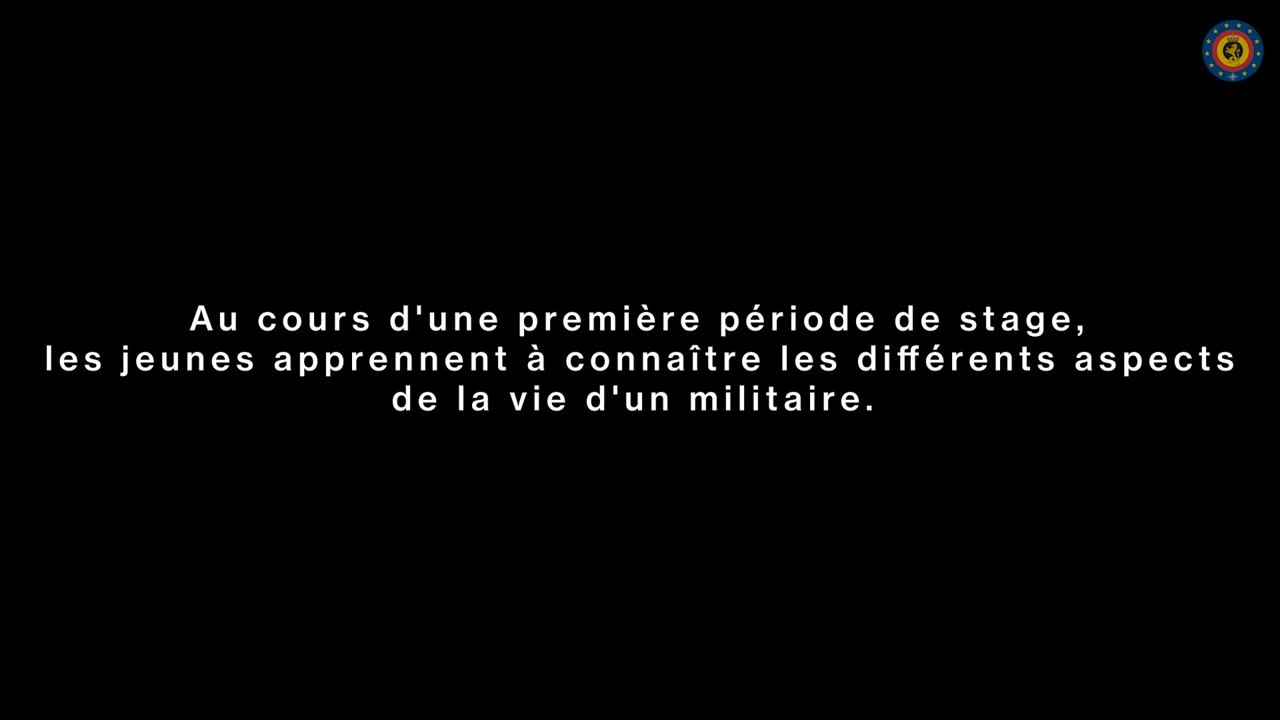 Au cours d'une première période de stage,
les jeunes apprennent à connaître les différents aspects
de la vie d'un militaire.